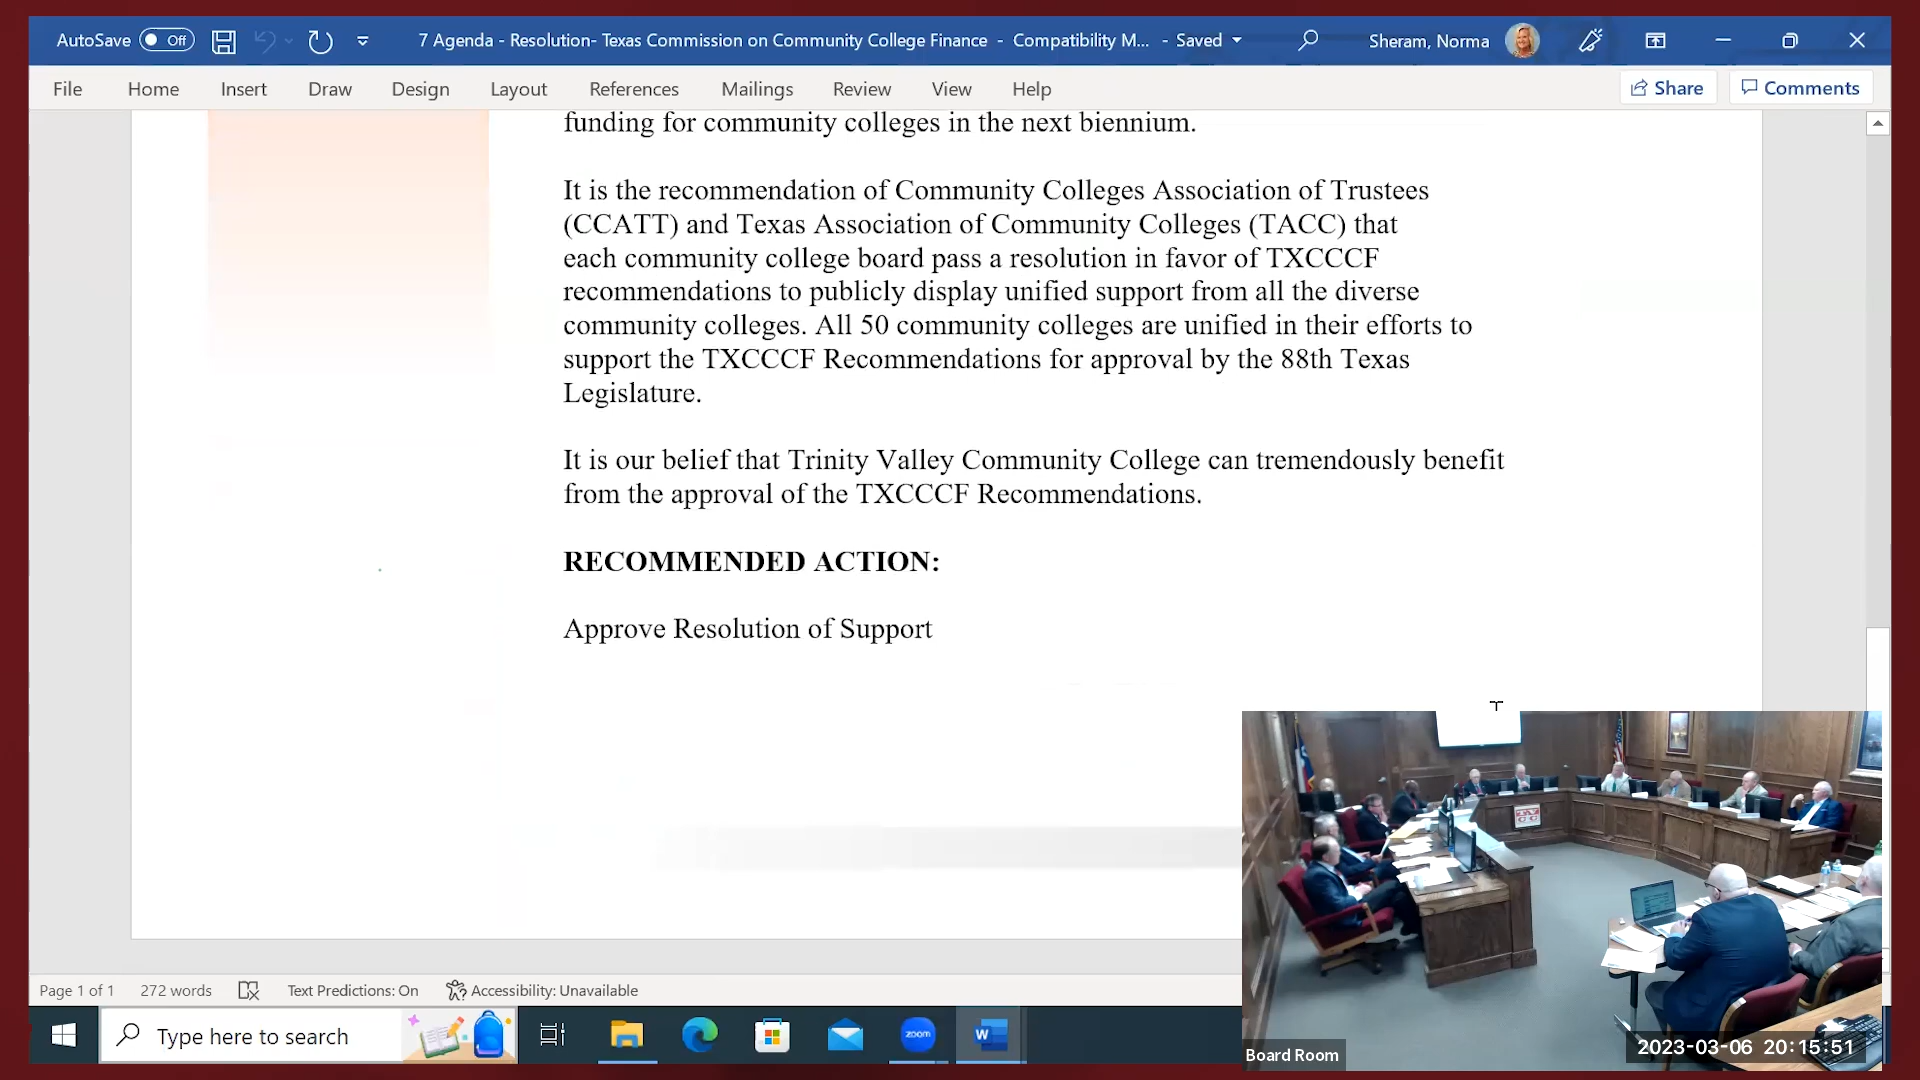 AutoSave Off 7 Agenda - Resolution- Texas Commission on Community College Finance - Compatibility M... - Saved Sheram, Norma
File Home Insert Draw Design Layout References Mailings Review View Help Share Comments
funding for community colleges in the next biennium.
It is the recommendation of Community Colleges Association of Trustees
(CCATT) and Texas Association of Community Colleges (TACC) that
each community college board pass a resolution in favor of TXCCCF
recommendations to publicly display unified support from all the diverse
community colleges. All 50 community colleges are unified in their efforts to
support the TXCCCF Recommendations for approval by the 88th Texas
Legislature.
It is our belief that Trinity Valley Community College can tremendously benefit
from the approval of the TXCCCF Recommendations.
RECOMMENDED ACTION:
Approve Resolution of Support
Page 1 of 1 272 words Text Predictions: On Accessibility: Unavailable
Type here to search
zoom
W
TV
CC
Board Room
2023-03-06 20:15:51